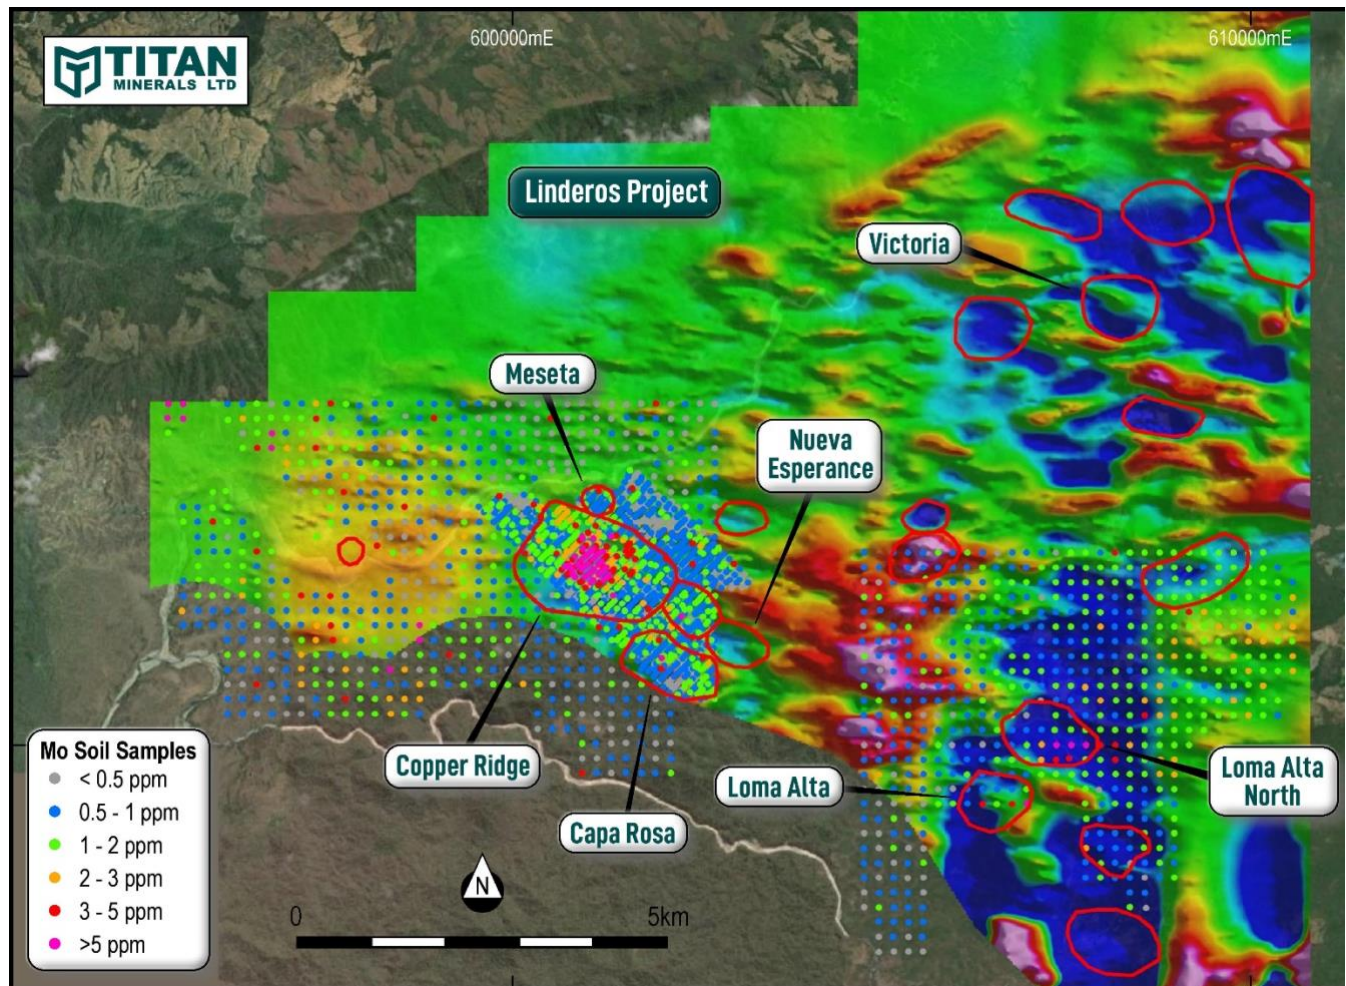 TITAN
MINERALS LTD
600000mE
610000mE
Linderos Project
Victoria
Meseta
Nueva
Esperance
Copper Ridge
Capa Rosa
Loma Alta
Loma Alta
North
Mo Soil Samples
< 0.5 ppm
0.5 - 1 ppm
1 - 2 ppm
2 - 3 ppm
3 - 5 ppm
>5 ppm
N
0
5km